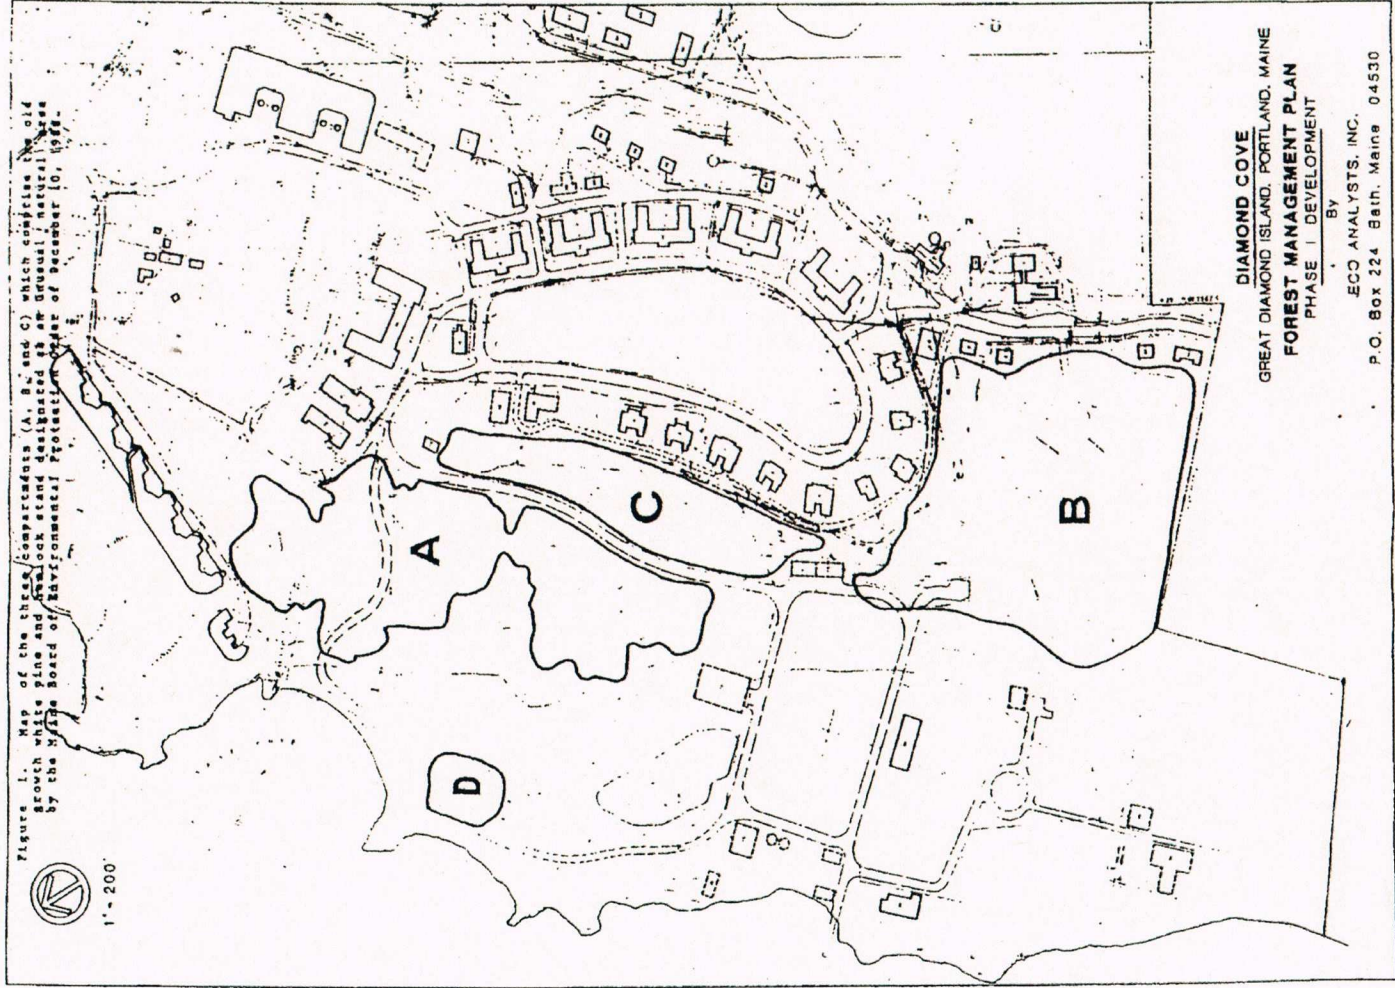 Figure 1. Map of the three compartments (A, B, and C) which comprise the old
growth white pine and hemlock stand designated as an Unusual natural area
by the Maine Board of Environmental Protection Order of December 10, 198
1"= 200'
A
C
B
D
DIAMOND COVE
GREAT DIAMOND ISLAND, PORTLAND, MAINE
FOREST MANAGEMENT PLAN
PHASE I DEVELOPMENT
By
ECO ANALYSTS, INC.
P.O. Box 224 Bath, Maine 04530